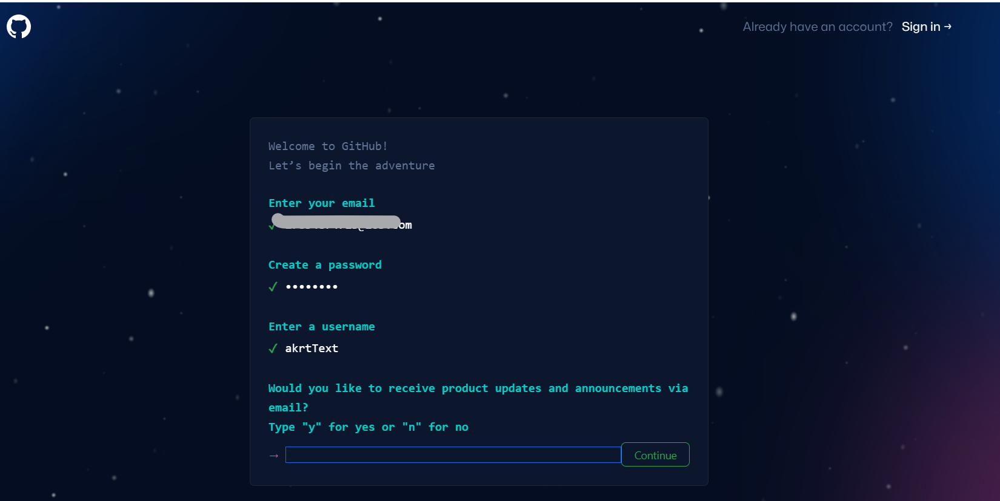 Already have an account? Sign in →
Welcome to GitHub!
Let’s begin the adventure
Enter your email
✓
Create a password
✓ ••••••••
Enter a username
✓ akrtText
Would you like to receive product updates and announcements via
email?
Type "y" for yes or "n" for no
→ Continue